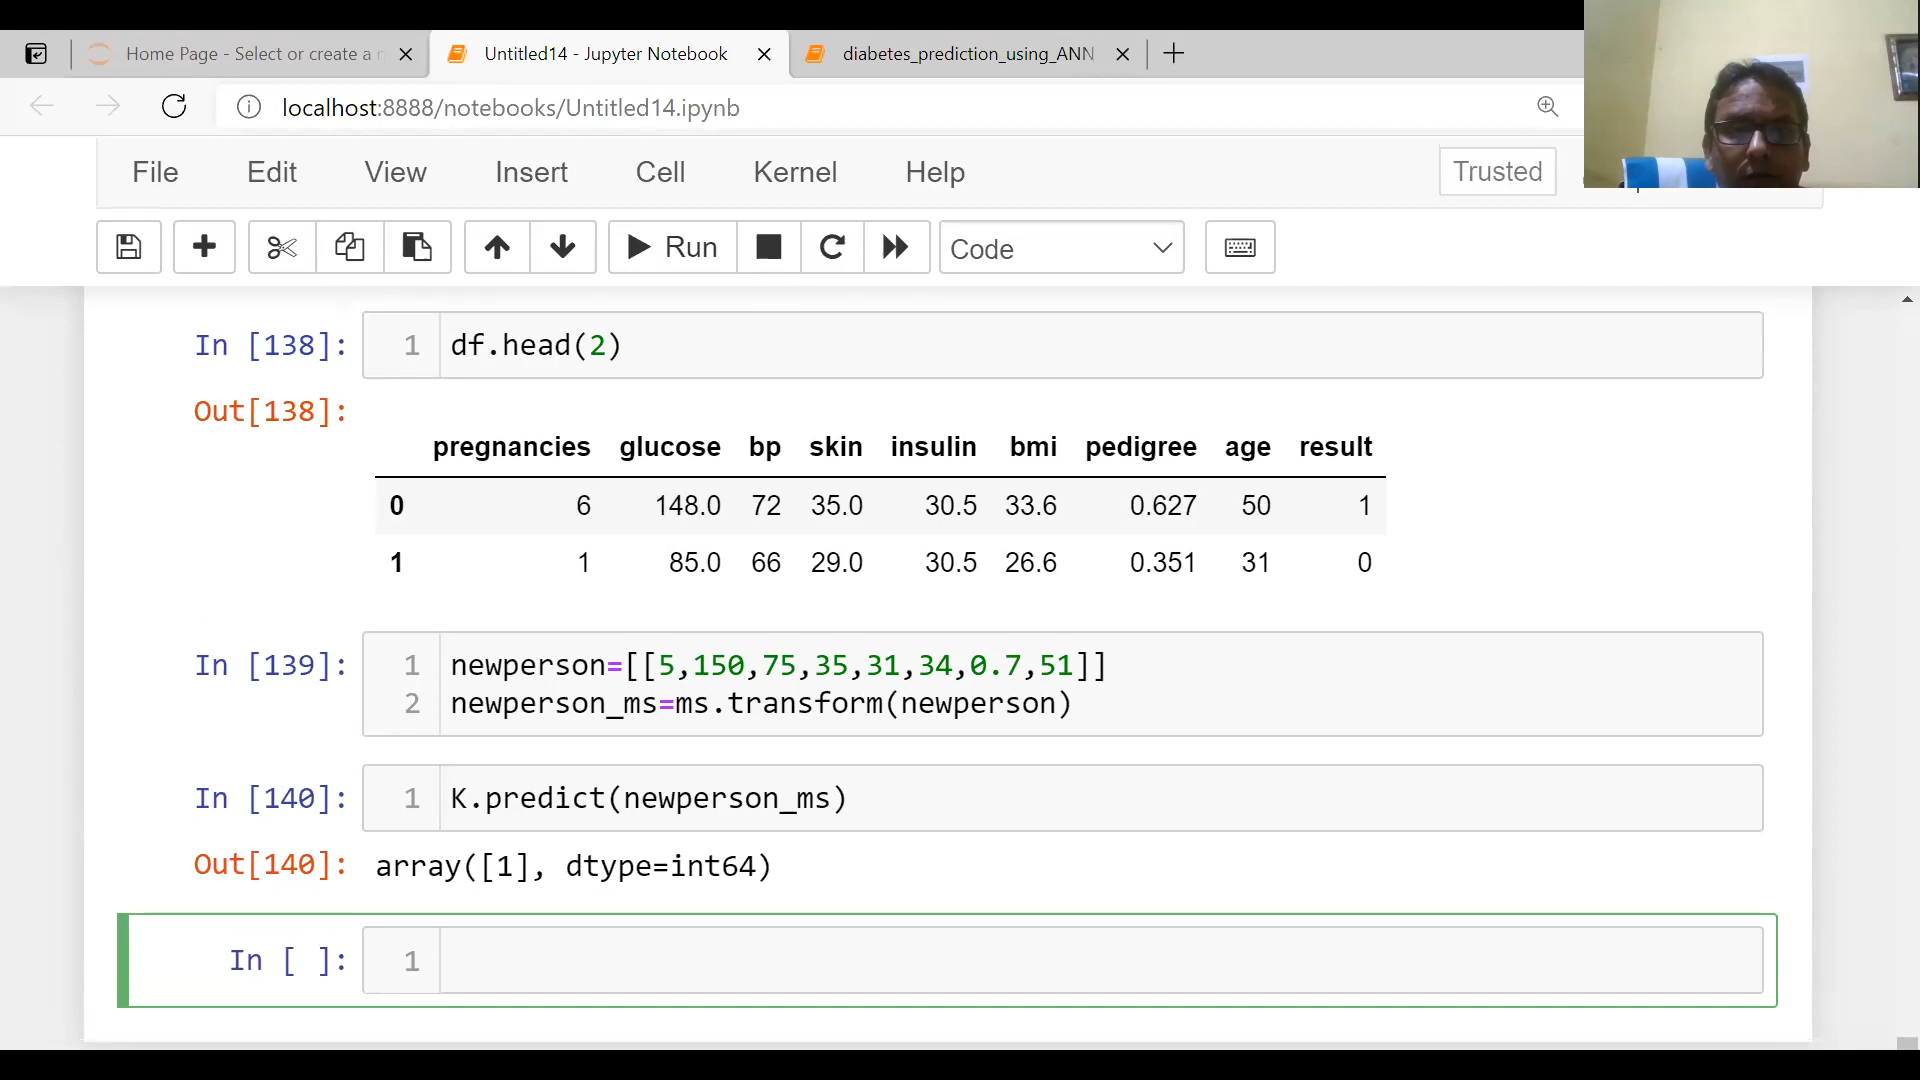 Home Page - Select or create a n
Untitled14 - Jupyter Notebook
diabetes_prediction_using_ANN
localhost:8888/notebooks/Untitled14.ipynb
File Edit View Insert Cell Kernel Help Trusted
Run Code
In [138]: 1 df.head(2)
Out[138]:
pregnancies glucose bp skin insulin bmi pedigree age result
0 6 148.0 72 35.0 30.5 33.6 0.627 50 1
1 1 85.0 66 29.0 30.5 26.6 0.351 31 0
In [139]: 1 newperson=[[5,150,75,35,31,34,0.7,51]]
2 newperson_ms=ms.transform(newperson)
In [140]: 1 K.predict(newperson_ms)
Out[140]: array([1], dtype=int64)
In [ ]: 1